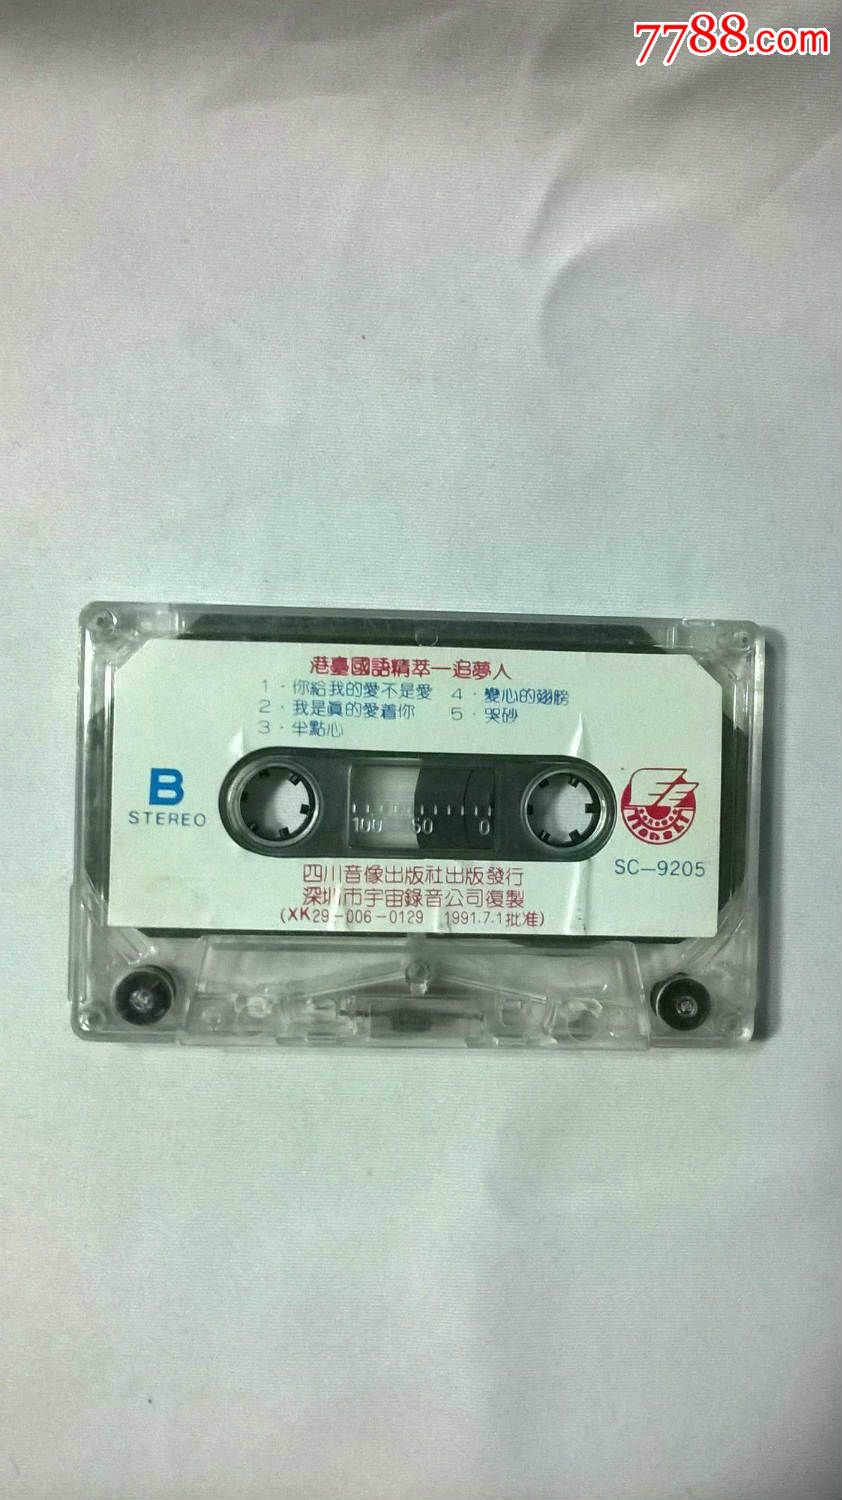 7788.com
港臺國語精萃—追夢人
1·你給我的愛不是愛 4·變心的翅膀
2·我是眞的愛着你 5·哭砂
3·半點心
B
STEREO
100 50 0
SC—9205
四川音像出版社出版發行
深圳市宇宙錄音公司復製
(XK29-006-0129 1991.7.1批准)